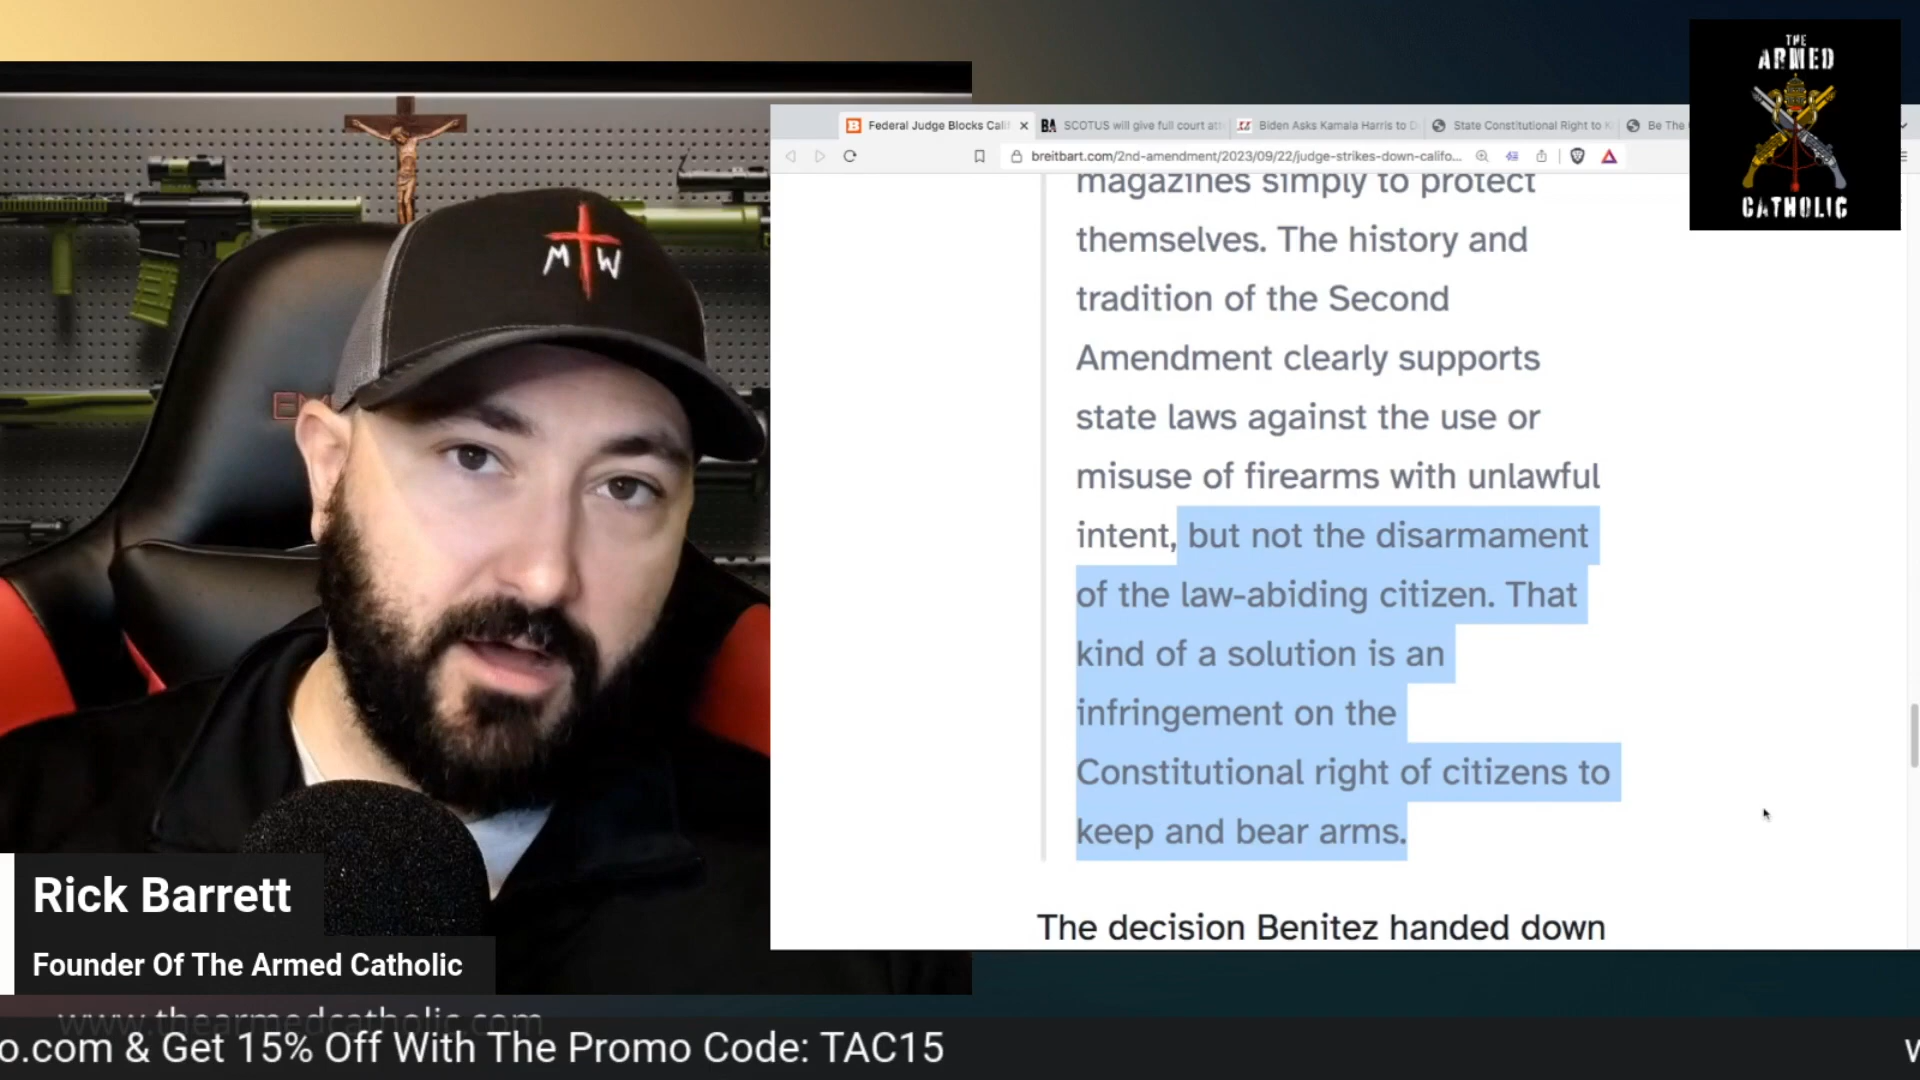 THE
ARMED
CATHOLIC
Federal Judge Blocks Calif
BA SCOTUS will give full court att
Biden Asks Kamala Harris to D
State Constitutional Right to K
Be The
breitbart.com/2nd-amendment/2023/09/22/judge-strikes-down-califo...
magazines simply to protect
themselves. The history and
tradition of the Second
Amendment clearly supports
state laws against the use or
misuse of firearms with unlawful
intent, but not the disarmament
of the law-abiding citizen. That
kind of a solution is an
infringement on the
Constitutional right of citizens to
keep and bear arms.
The decision Benitez handed down
M W
Rick Barrett
Founder Of The Armed Catholic
www.thearmedcatholic.com
o.com & Get 15% Off With The Promo Code: TAC15